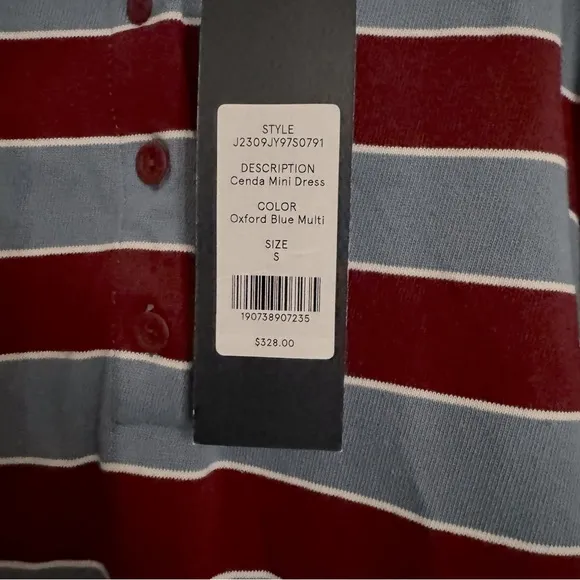 STYLE
J2309JY97S0791
DESCRIPTION
Cenda Mini Dress
COLOR
Oxford Blue Multi
SIZE
S
190738907235
$328.00